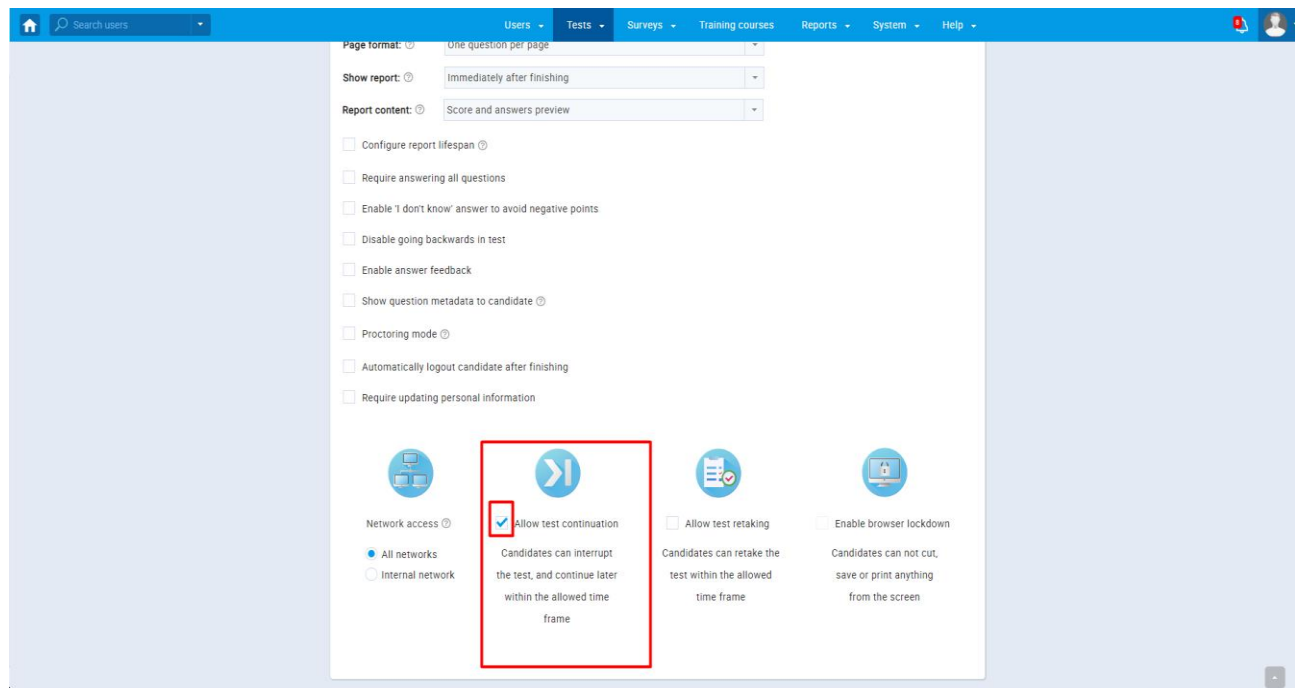 Search users
Users Tests Surveys Training courses Reports System Help
8
Page format: One question per page
Show report: Immediately after finishing
Report content: Score and answers preview
Configure report lifespan
Require answering all questions
Enable 'I don't know' answer to avoid negative points
Disable going backwards in test
Enable answer feedback
Show question metadata to candidate
Proctoring mode
Automatically logout candidate after finishing
Require updating personal information
Network access
All networks
Internal network
Allow test continuation
Candidates can interrupt
the test, and continue later
within the allowed time
frame
Allow test retaking
Candidates can retake the
test within the allowed
time frame
Enable browser lockdown
Candidates can not cut,
save or print anything
from the screen